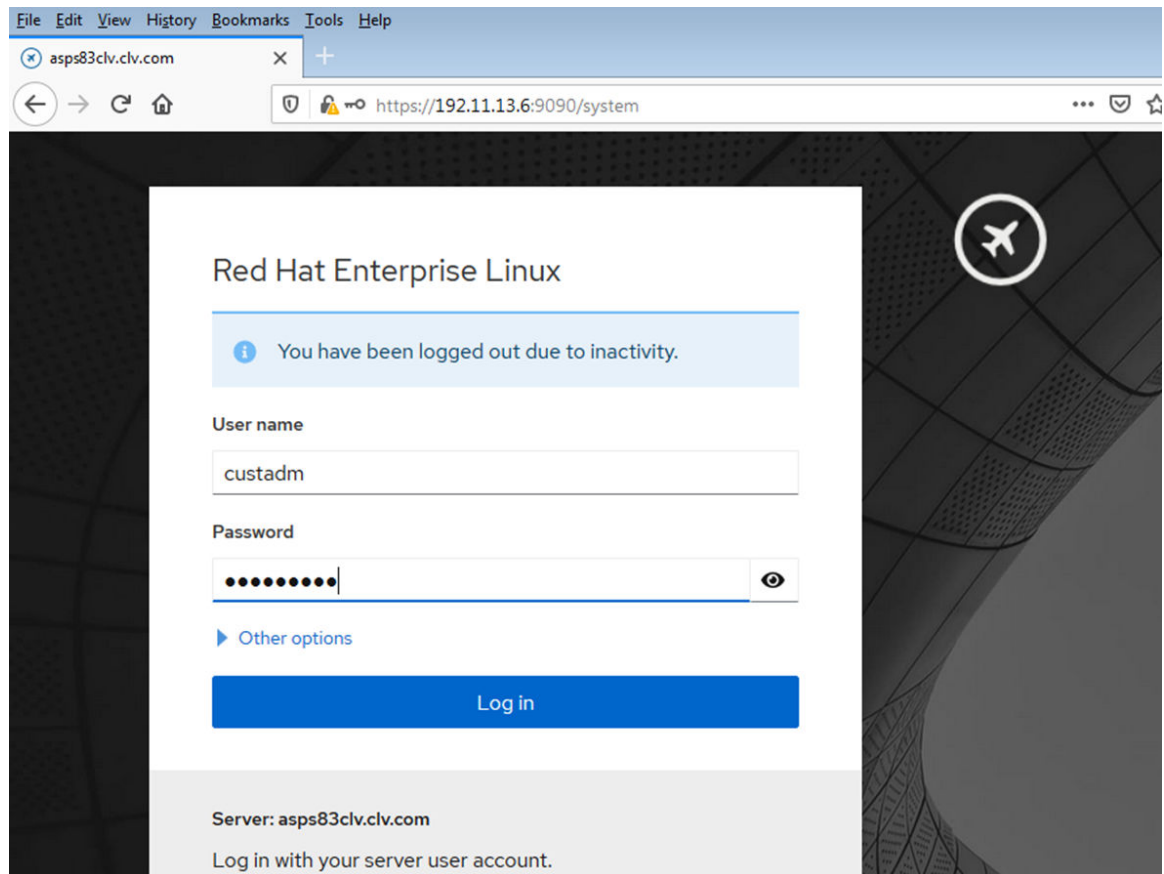 File Edit View History Bookmarks Tools Help
asps83clv.clv.com
https://192.11.13.6:9090/system
Red Hat Enterprise Linux
You have been logged out due to inactivity.
User name
custadm
Password
•••••••••
Other options
Log in
Server: asps83clv.clv.com
Log in with your server user account.